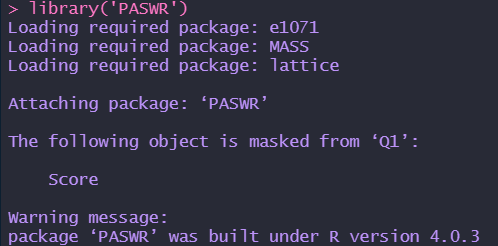 > library('PASWR')
Loading required package: e1071
Loading required package: MASS
Loading required package: lattice
Attaching package: ‘PASWR’
The following object is masked from ‘Q1’:
Score
Warning message:
package ‘PASWR’ was built under R version 4.0.3